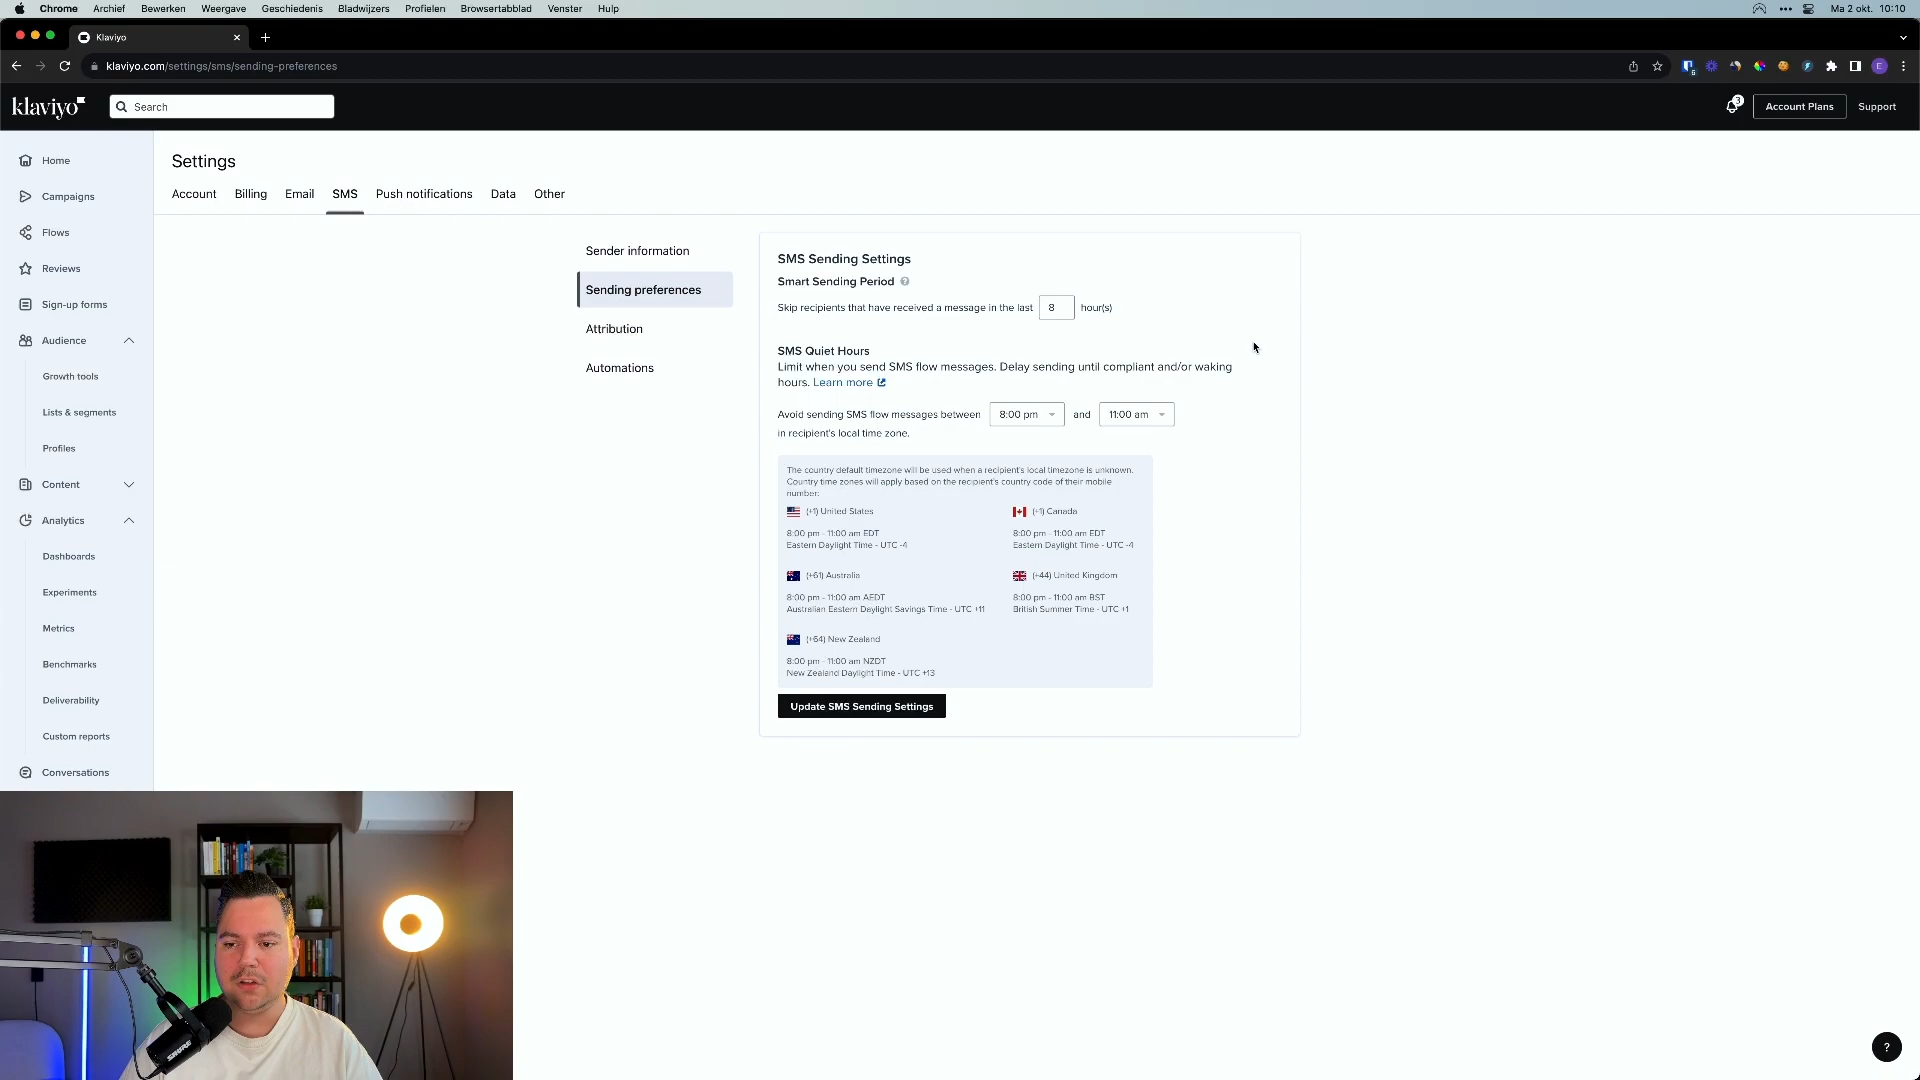 Chrome Archief Bewerken Weergave Geschiedenis Bladwijzers Profielen Browsertabblad Venster Hulp
Ma 2 okt. 10:10
Klaviyo
klaviyo.com/settings/sms/sending-preferences
6
E
klaviyo
Search
3
Account Plans
Support
Home
Campaigns
Flows
Reviews
Sign-up forms
Audience
Growth tools
Lists & segments
Profiles
Content
Analytics
Dashboards
Experiments
Metrics
Benchmarks
Deliverability
Custom reports
Conversations
Settings
Account Billing Email SMS Push notifications Data Other
Sender information
Sending preferences
Attribution
Automations
SMS Sending Settings
Smart Sending Period ?
Skip recipients that have received a message in the last 8 hour(s)
SMS Quiet Hours
Limit when you send SMS flow messages. Delay sending until compliant and/or waking
hours. Learn more
Avoid sending SMS flow messages between 8:00 pm and 11:00 am
in recipient's local time zone.
The country default timezone will be used when a recipient's local timezone is unknown.
Country time zones will apply based on the recipient's country code of their mobile
number:
(+1) United States
8:00 pm - 11:00 am EDT
Eastern Daylight Time - UTC -4
(+1) Canada
8:00 pm - 11:00 am EDT
Eastern Daylight Time - UTC -4
(+61) Australia
8:00 pm - 11:00 am AEDT
Australian Eastern Daylight Savings Time - UTC +11
(+44) United Kingdom
8:00 pm - 11:00 am BST
British Summer Time - UTC +1
(+64) New Zealand
8:00 pm - 11:00 am NZDT
New Zealand Daylight Time - UTC +13
Update SMS Sending Settings
SHURE
?